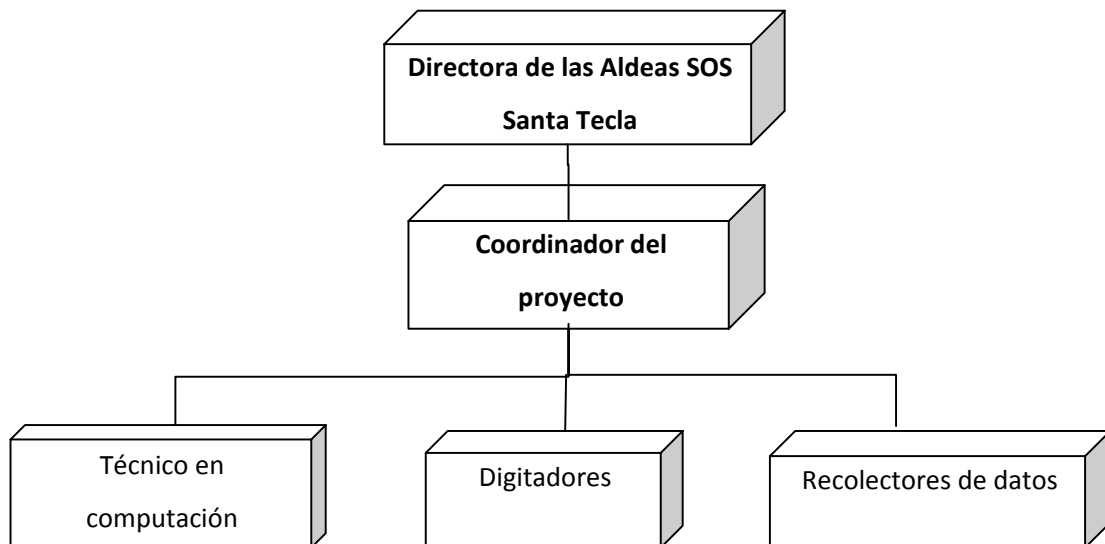 Directora de las Aldeas SOS
Santa Tecla
Coordinador del
proyecto
Técnico en
computación
Digitadores
Recolectores de datos